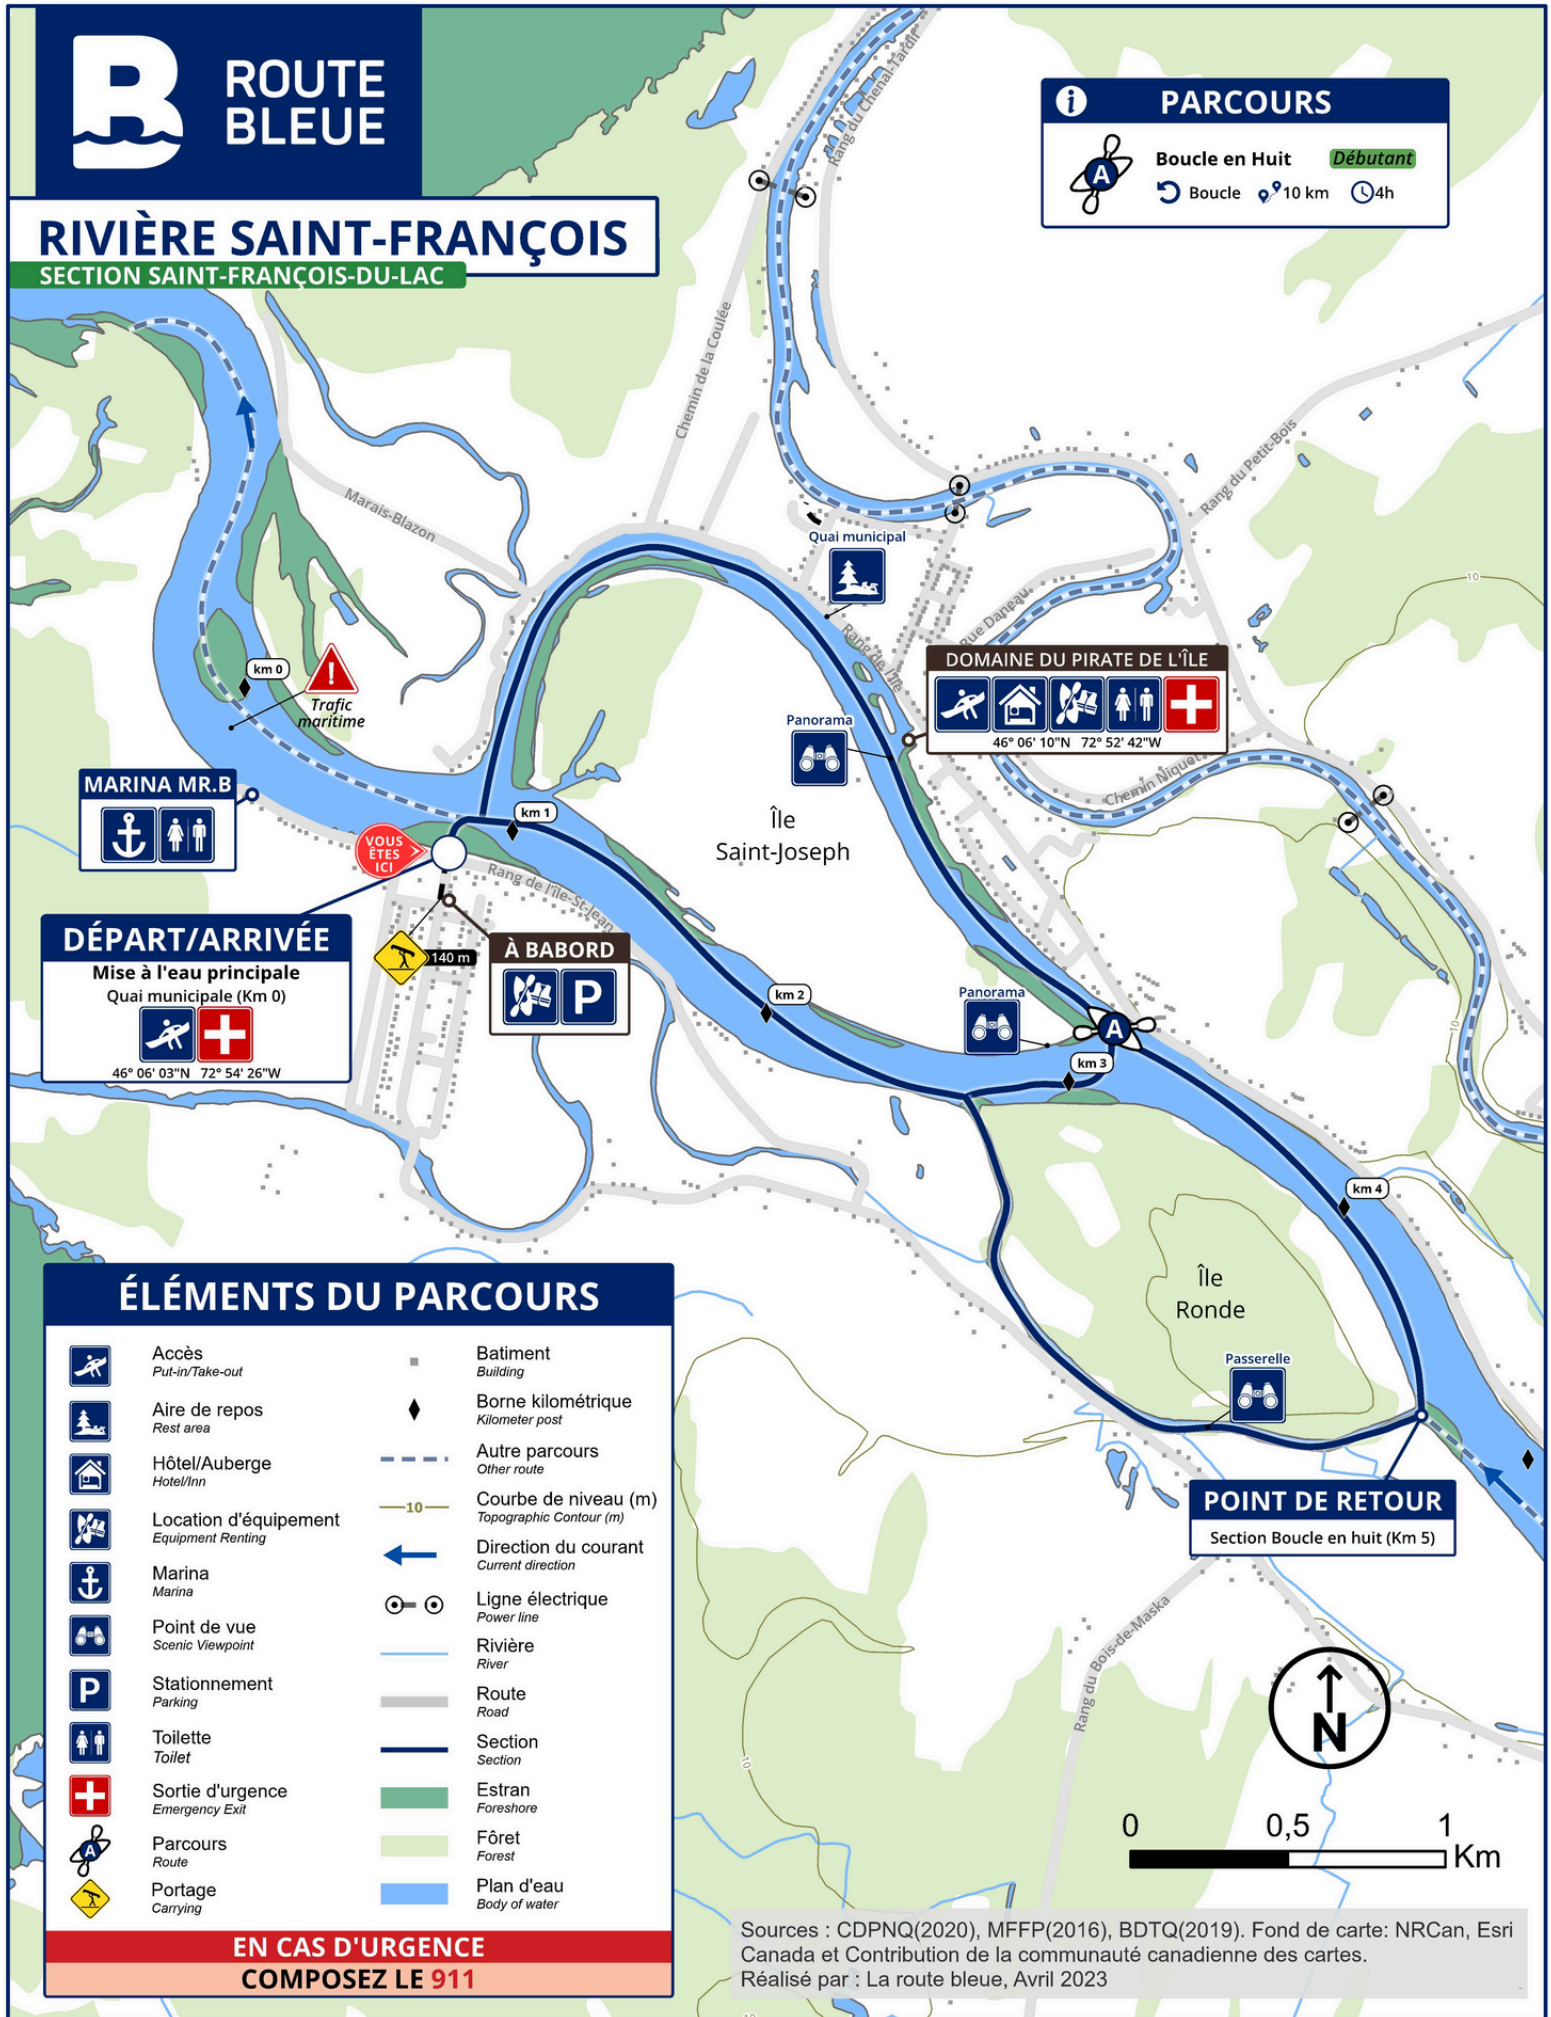 B
ROUTE
BLEUE
RIVIÈRE SAINT-FRANÇOIS
SECTION SAINT-FRANÇOIS-DU-LAC
i
PARCOURS
A
Boucle en Huit
Débutant
Boucle
10 km
4h
Rang du Chenal-Tardif
Chemin de la Coulée
Marais-Blazon
Rang du Petit-Bois
Quai municipal
Rang de l'Île
Rue Daneau
10
DOMAINE DU PIRATE DE L'ÎLE
46° 06' 10"N 72° 52' 42"W
Chemin Niquet
km 0
!
Trafic
maritime
Panorama
MARINA MR.B
km 1
VOUS
ÊTES
ICI
Île
Saint-Joseph
Rang de l'île-St-Jean
DÉPART/ARRIVÉE
Mise à l'eau principale
Quai municipale (Km 0)
46° 06' 03"N 72° 54' 26"W
140 m
À BABORD
P
km 2
Panorama
A
km 3
10
km 4
Île
Ronde
Passerelle
POINT DE RETOUR
Section Boucle en huit (Km 5)
Rang du Bois-de-Maska
10
10
N
0 0,5 1
Km
ÉLÉMENTS DU PARCOURS
Accès
Put-in/Take-out
Aire de repos
Rest area
Hôtel/Auberge
Hotel/Inn
Location d'équipement
Equipment Renting
Marina
Marina
Point de vue
Scenic Viewpoint
P
Stationnement
Parking
Toilette
Toilet
Sortie d'urgence
Emergency Exit
A
Parcours
Route
Portage
Carrying
Batiment
Building
Borne kilométrique
Kilometer post
Autre parcours
Other route
10
Courbe de niveau (m)
Topographic Contour (m)
Direction du courant
Current direction
Ligne électrique
Power line
Rivière
River
Route
Road
Section
Section
Estran
Foreshore
Fôret
Forest
Plan d'eau
Body of water
EN CAS D'URGENCE
COMPOSEZ LE 911
Sources : CDPNQ(2020), MFFP(2016), BDTQ(2019). Fond de carte: NRCan, Esri
Canada et Contribution de la communauté canadienne des cartes.
Réalisé par : La route bleue, Avril 2023